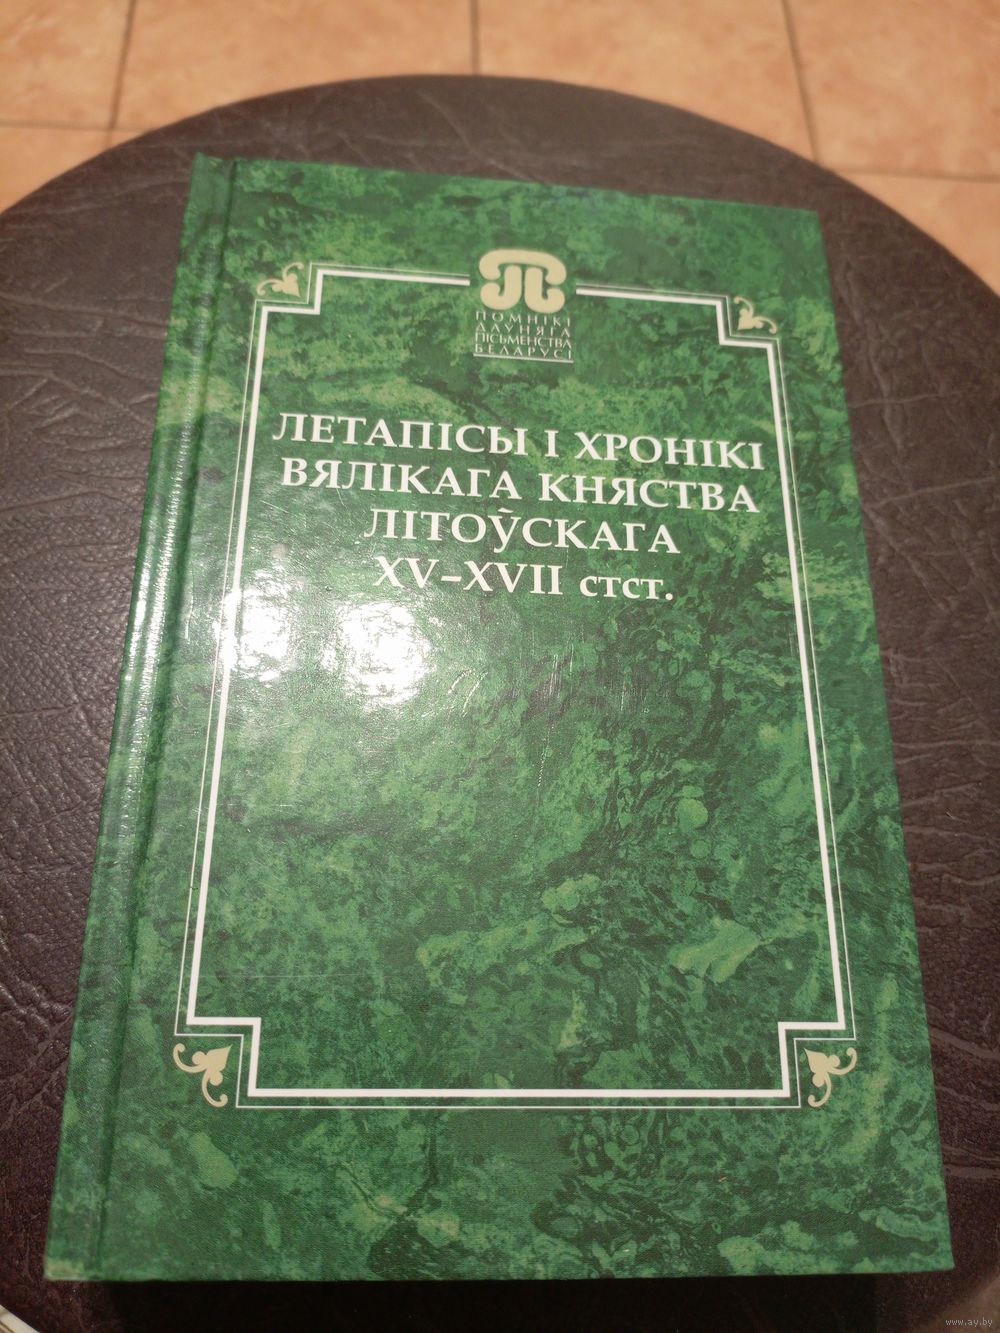 ПОМНІКІ
ДАЎНЯГА
ПІСЬМЕНСТВА
БЕЛАРУСІ
ЛЕТАПІСЫ І ХРОНІКІ
ВЯЛІКАГА КНЯСТВА
ЛІТОЎСКАГА
XV–XVII стст.
www.ay.by